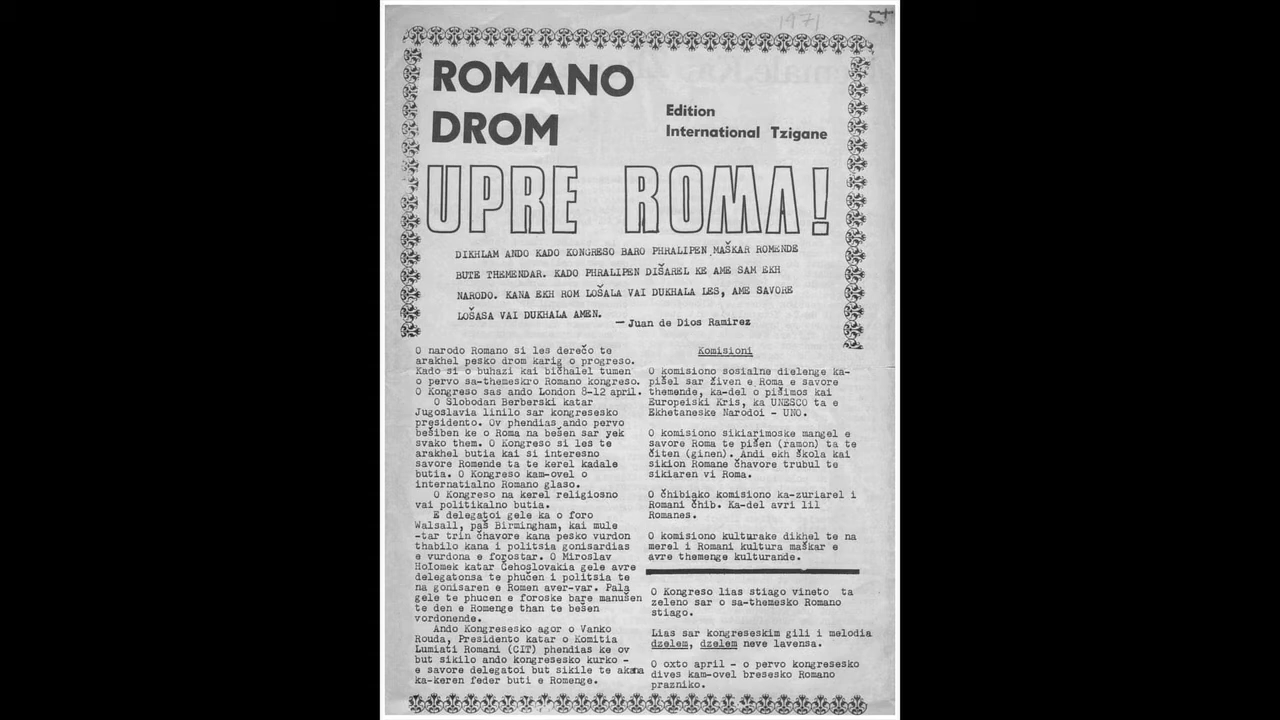 1971
5+
ROMANO
DROM
Edition
International Tzigane
UPRE ROMA!
DIKHLAM ANDO KADO KONGRESO BARO PHRALIPEN MAŠKAR ROMENDE
BUTE THEMENDAR. KADO PHRALIPEN DIŠAREL KE AME SAM EKH
NARODO. KANA EKH ROM LOŠALA VAI DUKHALA LES, AME SAVORE
LOŠASA VAI DUKHALA AMEN.
— Juan de Dios Ramirez
O narodo Romano si les derečo te
arakhel pesko drom karig o progreso.
Kado si o buhazi kai bičhalel tumen
o pervo sa-themeskro Romano kongreso.
O Kongreso sas ando London 8-12 april.
O Slobodan Berberski katar
Jugoslavia linilo sar kongresesko
presidento. Ov phendias ando pervo
bešiben ke o Roma na bešen sar yek
svako them. O Kongreso si les te
arakhel butia kai si interesno
savore Romende ta te kerel kadale
butia. O Kongreso kam-ovel o
internatialno Romano glaso.
O Kongreso na kerel religiosno
vai politikalno butia.
E delegatoi gele ka o foro
Walsall, paš Birmingham, kai mule
-tar trin čhavore kana pesko vurdon
thabilo kana i politsia gonisardias
e vurdona e forostar. O Miroslav
Holomek katar Čehoslovakia gele avre
delegatonsa te phučen i politsia te
na gonisaren e Romen aver-var. Pala
gele te phucen e foroske bare manušen
te den e Romenge than te bešen
vordonende.
Ando Kongresesko agor o Vanko
Rouda, Presidento katar o Komitia
Lumiati Romani (CIT) phendias ke ov
but sikilo ando kongresesko kurko -
e savore delegatoi but sikile te akana
ka-keren feder buti e Romenge.
Komisioni
O komisiono sosialne dielenge ka-
pišel sar živen e Roma e savore
themende, ka-del o pišimos kai
Europeiski Kris, ka UNESCO ta e
Ekhetaneske Narodoi - UNO.
O komisiono sikiarimoske mangel e
savore Roma te pišen (ramon) ta te
čiten (ginen). Andi ekh škola kai
sikion Romane čhavore trubul te
sikiaren vi Roma.
O čhibiako komisiono ka-zuriarel i
Romani čhib. Ka-del avri lil
Romanes.
O komisiono kulturake dikhel te na
merel i Romani kultura maškar e
avre themenge kulturande.
O Kongreso lias stiago vineto ta
zeleno sar o sa-themesko Romano
stiago.
Lias sar kongreseskim gili i melodia
dzelem, dzelem neve lavensa.
O oxto april - o pervo kongresesko
dives kam-ovel bresesko Romano
prazniko.